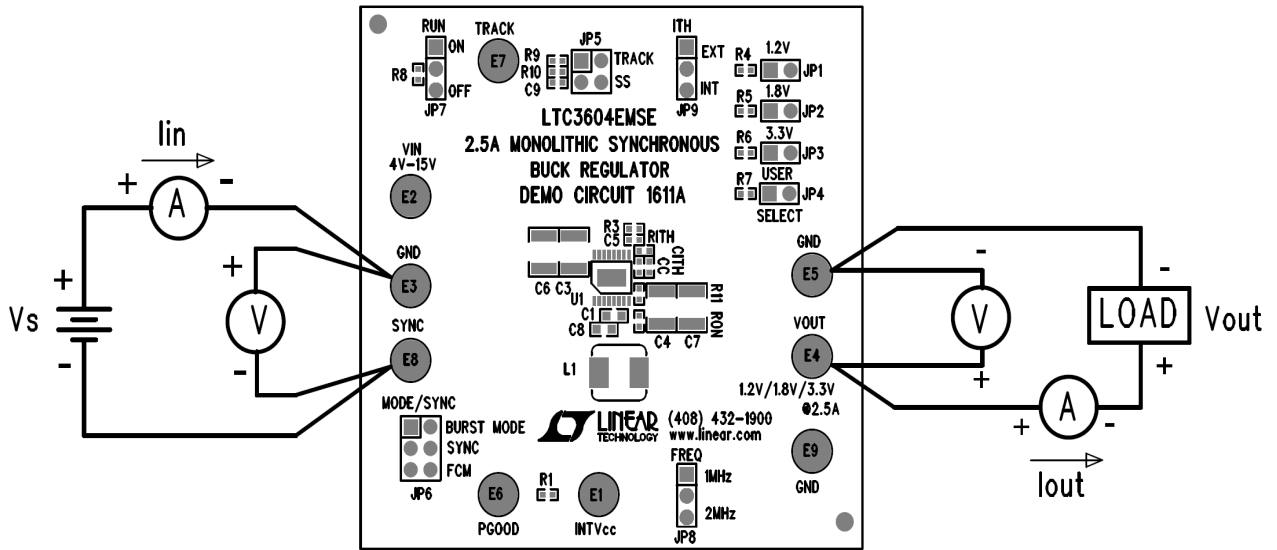 RUN
ON
OFF
R8
JP7
TRACK
E7
JP5
R9
R10
C9
TRACK
SS
ITH
EXT
INT
JP9
1.2V
R4
JP1
1.8V
R5
JP2
3.3V
R6
JP3
USER
R7
JP4
SELECT
LTC3604EMSE
2.5A MONOLITHIC SYNCHRONOUS
BUCK REGULATOR
DEMO CIRCUIT 1611A
Iin
+ A -
VIN
4V-15V
E2
GND
E3
+
Vs
-
+
V
-
SYNC
E8
R3
C5
RITH
CITH
CC
C6 C3
U1
C1
C8
R11
RON
C4 C7
L1
GND
E5
VOUT
E4
1.2V/1.8V/3.3V
@2.5A
-
V
+
-
LOAD
+
Vout
+ A -
Iout
E9
GND
MODE/SYNC
BURST MODE
SYNC
FCM
JP6
LINEAR
TECHNOLOGY
(408) 432-1900
www.linear.com
E6
PGOOD
R1
E1
INTVcc
FREQ
1MHz
2MHz
JP8